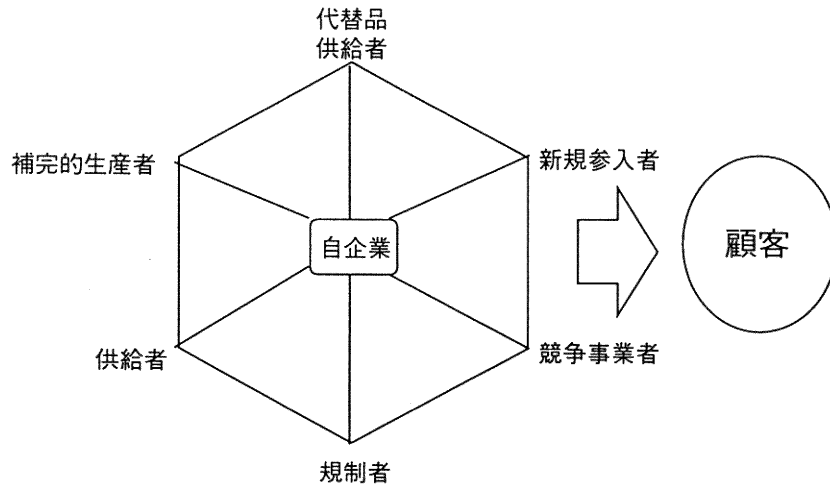 代替品
供給者
補完的生産者
新規参入者
自企業
顧客
供給者
競争事業者
規制者